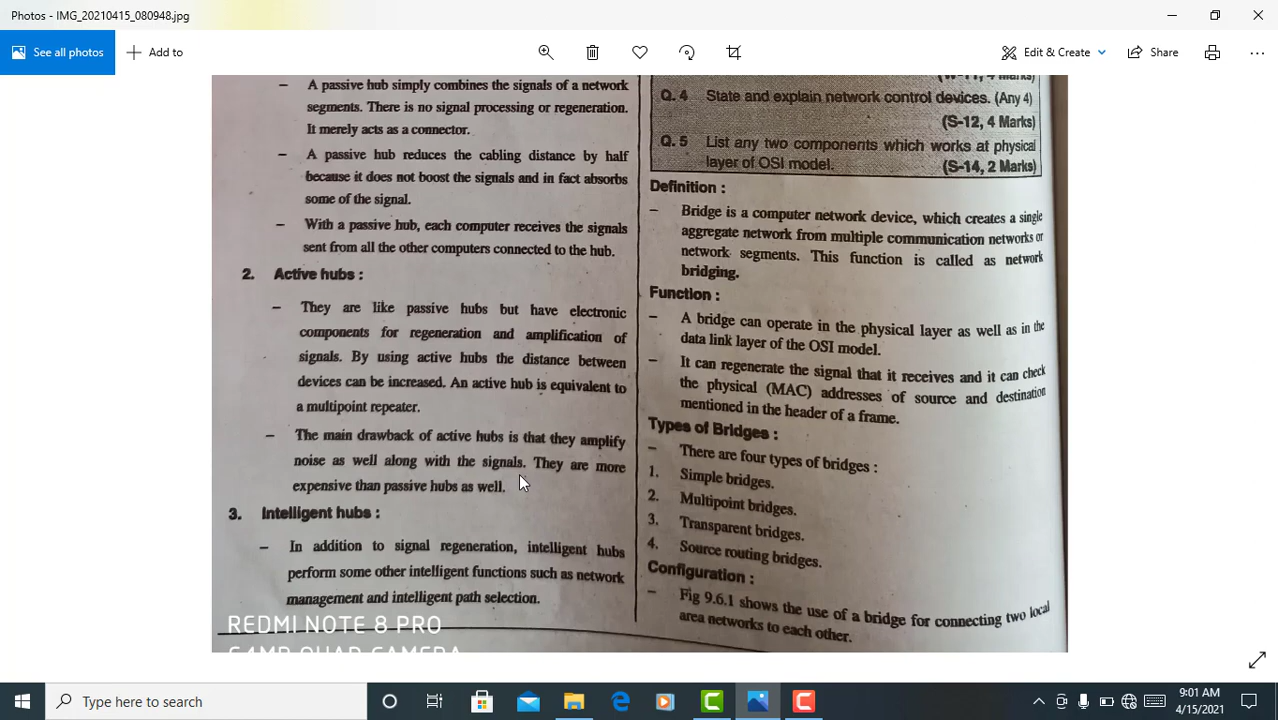 Photos - IMG_20210415_080948.jpg
See all photos
Add to
Edit & Create
Share
- A passive hub simply combines the signals of a network
segments. There is no signal processing or regeneration.
It merely acts as a connector.
- A passive hub reduces the cabling distance by half
because it does not boost the signals and in fact absorbs
some of the signal.
- With a passive hub, each computer receives the signals
sent from all the other computers connected to the hub.
2. Active hubs :
- They are like passive hubs but have electronic
components for regeneration and amplification of
signals. By using active hubs the distance between
devices can be increased. An active hub is equivalent to
a multipoint repeater.
- The main drawback of active hubs is that they amplify
noise as well along with the signals. They are more
expensive than passive hubs as well.
3. Intelligent hubs :
- In addition to signal regeneration, intelligent hubs
perform some other intelligent functions such as network
management and intelligent path selection.
REDMI NOTE 8 PRO
64MP QUAD CAMERA
4 Marks)
Q. 4 State and explain network control devices. (Any 4)
(S-12, 4 Marks)
Q. 5 List any two components which works at physical
layer of OSI model. (S-14, 2 Marks)
Definition :
- Bridge is a computer network device, which creates a single
aggregate network from multiple communication networks or
network segments. This function is called as network
bridging.
Function :
- A bridge can operate in the physical layer as well as in the
data link layer of the OSI model.
- It can regenerate the signal that it receives and it can check
the physical (MAC) addresses of source and destination
mentioned in the header of a frame.
Types of Bridges :
- There are four types of bridges :
1. Simple bridges.
2. Multipoint bridges.
3. Transparent bridges.
4. Source routing bridges.
Configuration :
- Fig 9.6.1 shows the use of a bridge for connecting two local
area networks to each other.
Type here to search
9:01 AM
4/15/2021